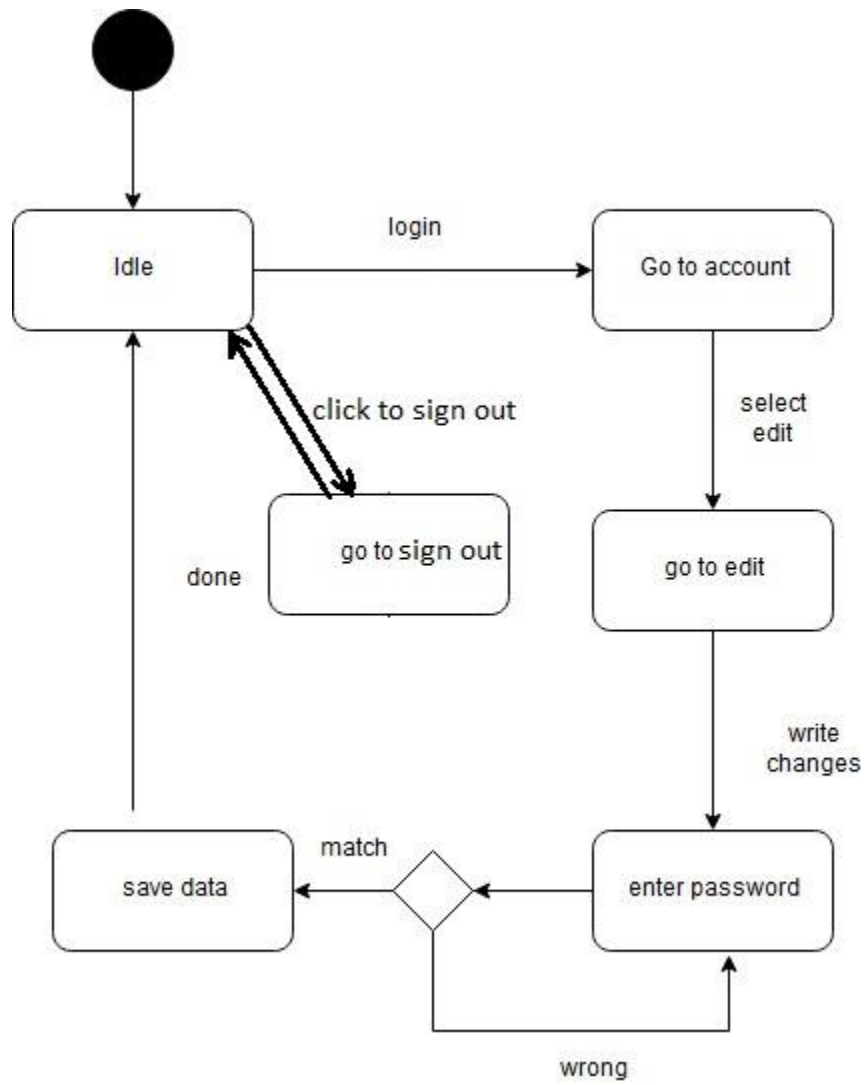 Idle
login
Go to account
click to sign out
select
edit
go to sign out
go to edit
done
write
changes
match
save data
enter password
wrong